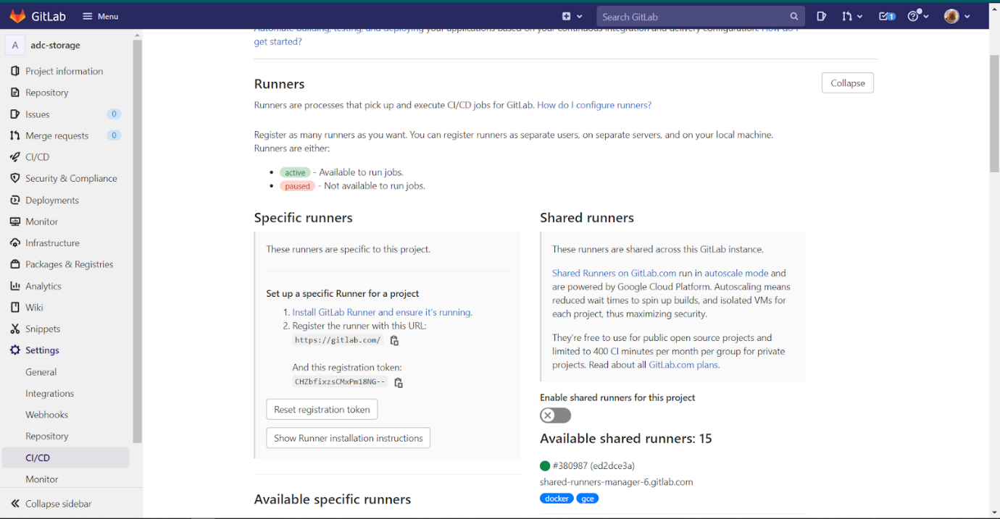 GitLab
Menu
Search GitLab
1
A
adc-storage
Project information
Repository
Issues
0
Merge requests
0
CI/CD
Security & Compliance
Deployments
Monitor
Infrastructure
Packages & Registries
Analytics
Wiki
Snippets
Settings
General
Integrations
Webhooks
Repository
CI/CD
Monitor
Collapse sidebar
Automate building, testing, and deploying your applications based on your continuous integration and delivery configuration. How do I
get started?
Runners
Collapse
Runners are processes that pick up and execute CI/CD jobs for GitLab. How do I configure runners?
Register as many runners as you want. You can register runners as separate users, on separate servers, and on your local machine.
Runners are either:
• active - Available to run jobs.
• paused - Not available to run jobs.
Specific runners
These runners are specific to this project.
Set up a specific Runner for a project
1. Install GitLab Runner and ensure it's running.
2. Register the runner with this URL:
https://gitlab.com/
And this registration token:
CHZbfixzsCMxPm18NG--
Reset registration token
Show Runner installation instructions
Available specific runners
Shared runners
These runners are shared across this GitLab instance.
Shared Runners on GitLab.com run in autoscale mode and
are powered by Google Cloud Platform. Autoscaling means
reduced wait times to spin up builds, and isolated VMs for
each project, thus maximizing security.
They're free to use for public open source projects and
limited to 400 CI minutes per month per group for private
projects. Read about all GitLab.com plans.
Enable shared runners for this project
Available shared runners: 15
#380987 (ed2dce3a)
shared-runners-manager-6.gitlab.com
docker gce